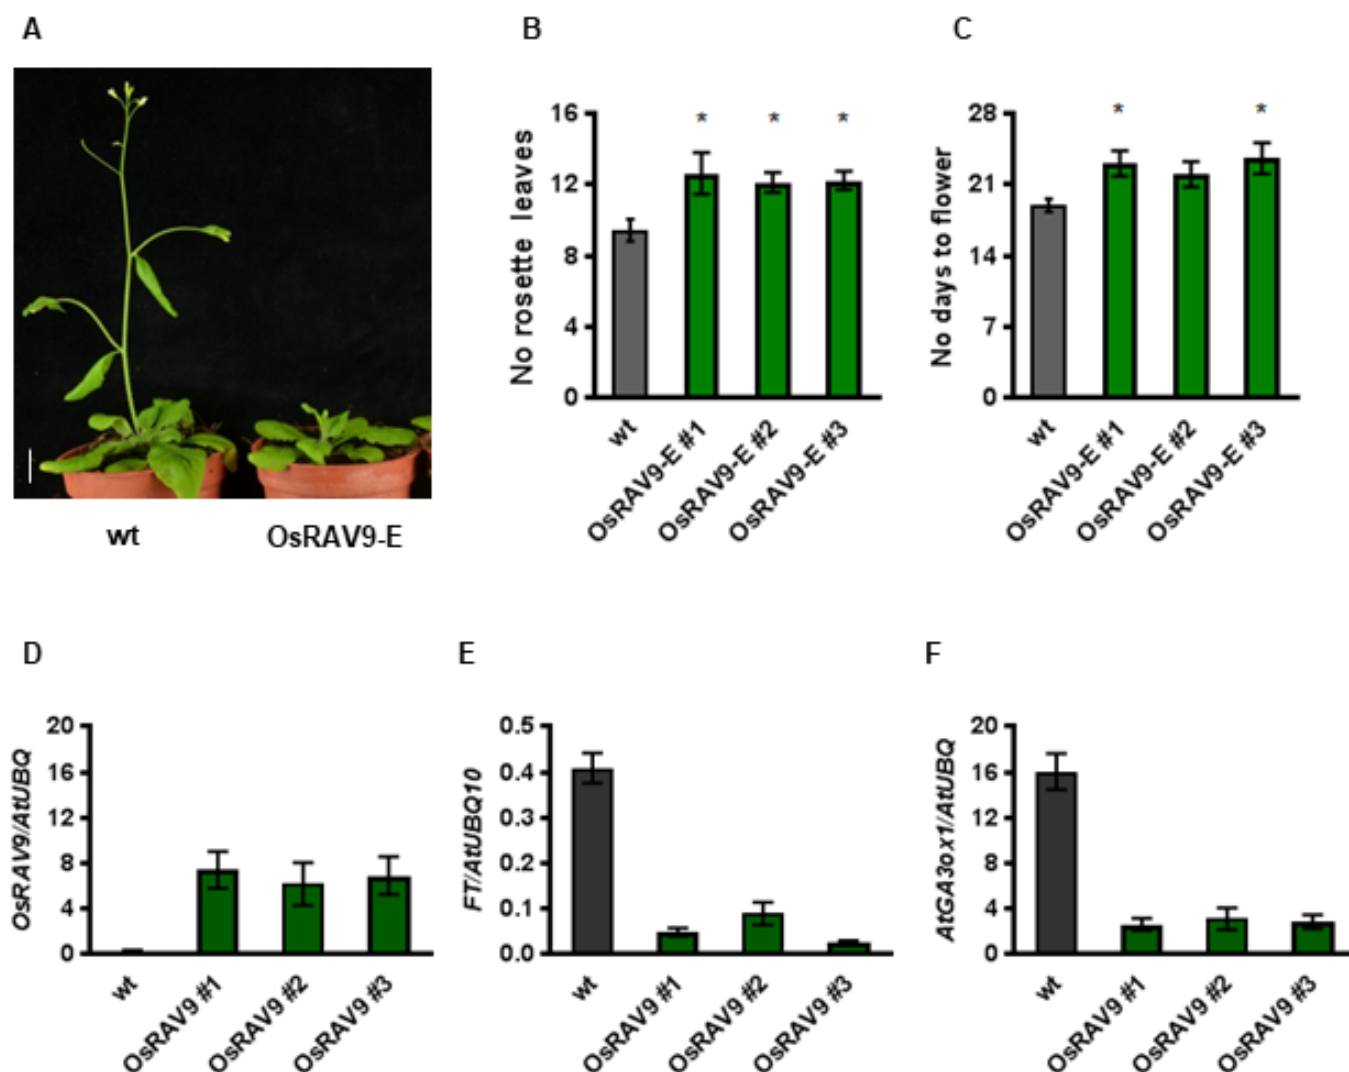 A
B
C
wt
OsRAV9-E
No rosette leaves
16
12
8
4
0
wt
OsRAV9-E #1
OsRAV9-E #2
OsRAV9-E #3
* * *
No days to flower
28
21
14
7
0
wt
OsRAV9-E #1
OsRAV9-E #2
OsRAV9-E #3
* *
D
E
F
OsRAV9/AtUBQ
20
16
12
8
4
0
wt
OsRAV9 #1
OsRAV9 #2
OsRAV9 #3
FT/AtUBQ10
0.5
0.4
0.3
0.2
0.1
0.0
wt
OsRAV9 #1
OsRAV9 #2
OsRAV9 #3
AtGA3ox1/AtUBQ
20
16
12
8
4
0
wt
OsRAV9 #1
OsRAV9 #2
OsRAV9 #3